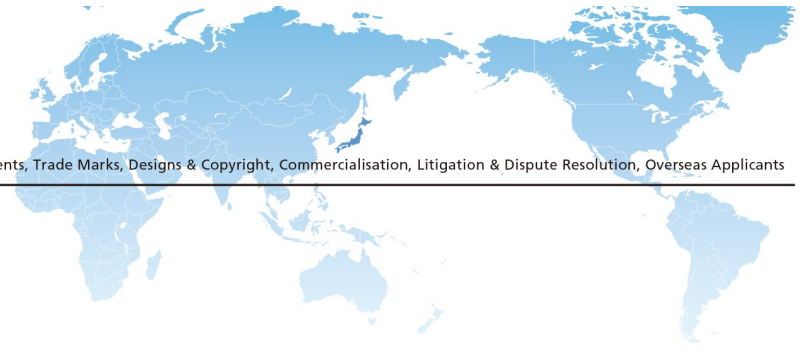 ents, Trade Marks, Designs & Copyright, Commercialisation, Litigation & Dispute Resolution, Overseas Applicants